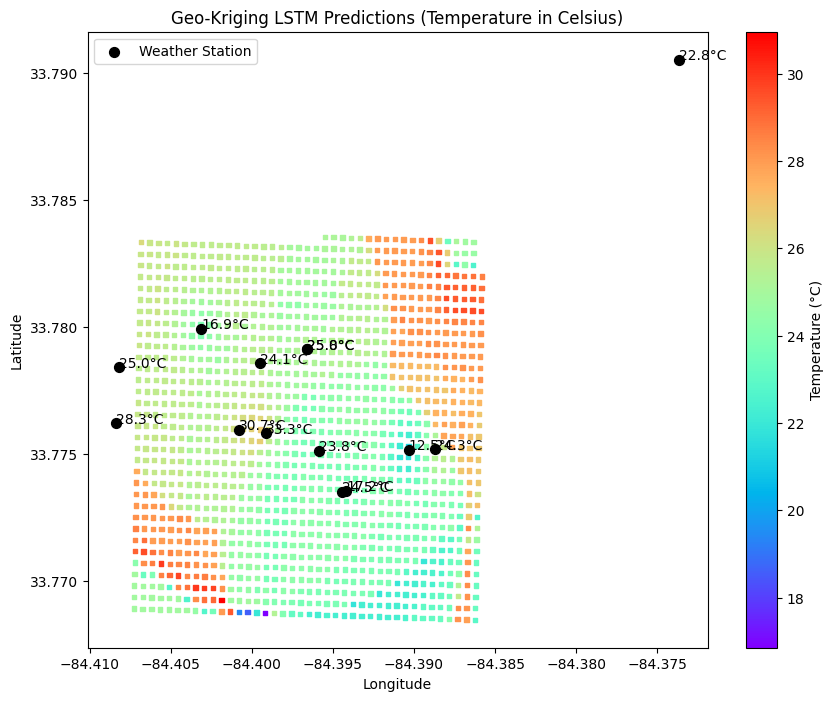 Geo-Kriging LSTM Predictions (Temperature in Celsius)
Weather Station
22.8°C
16.9°C
24.1°C
25.0°C
28.3°C
30.7°C
23.8°C
33.790
33.785
33.780
33.775
33.770
Latitude
−84.410
−84.405
−84.400
−84.395
−84.390
−84.385
−84.380
−84.375
Longitude
30
28
26
24
22
20
18
Temperature (°C)